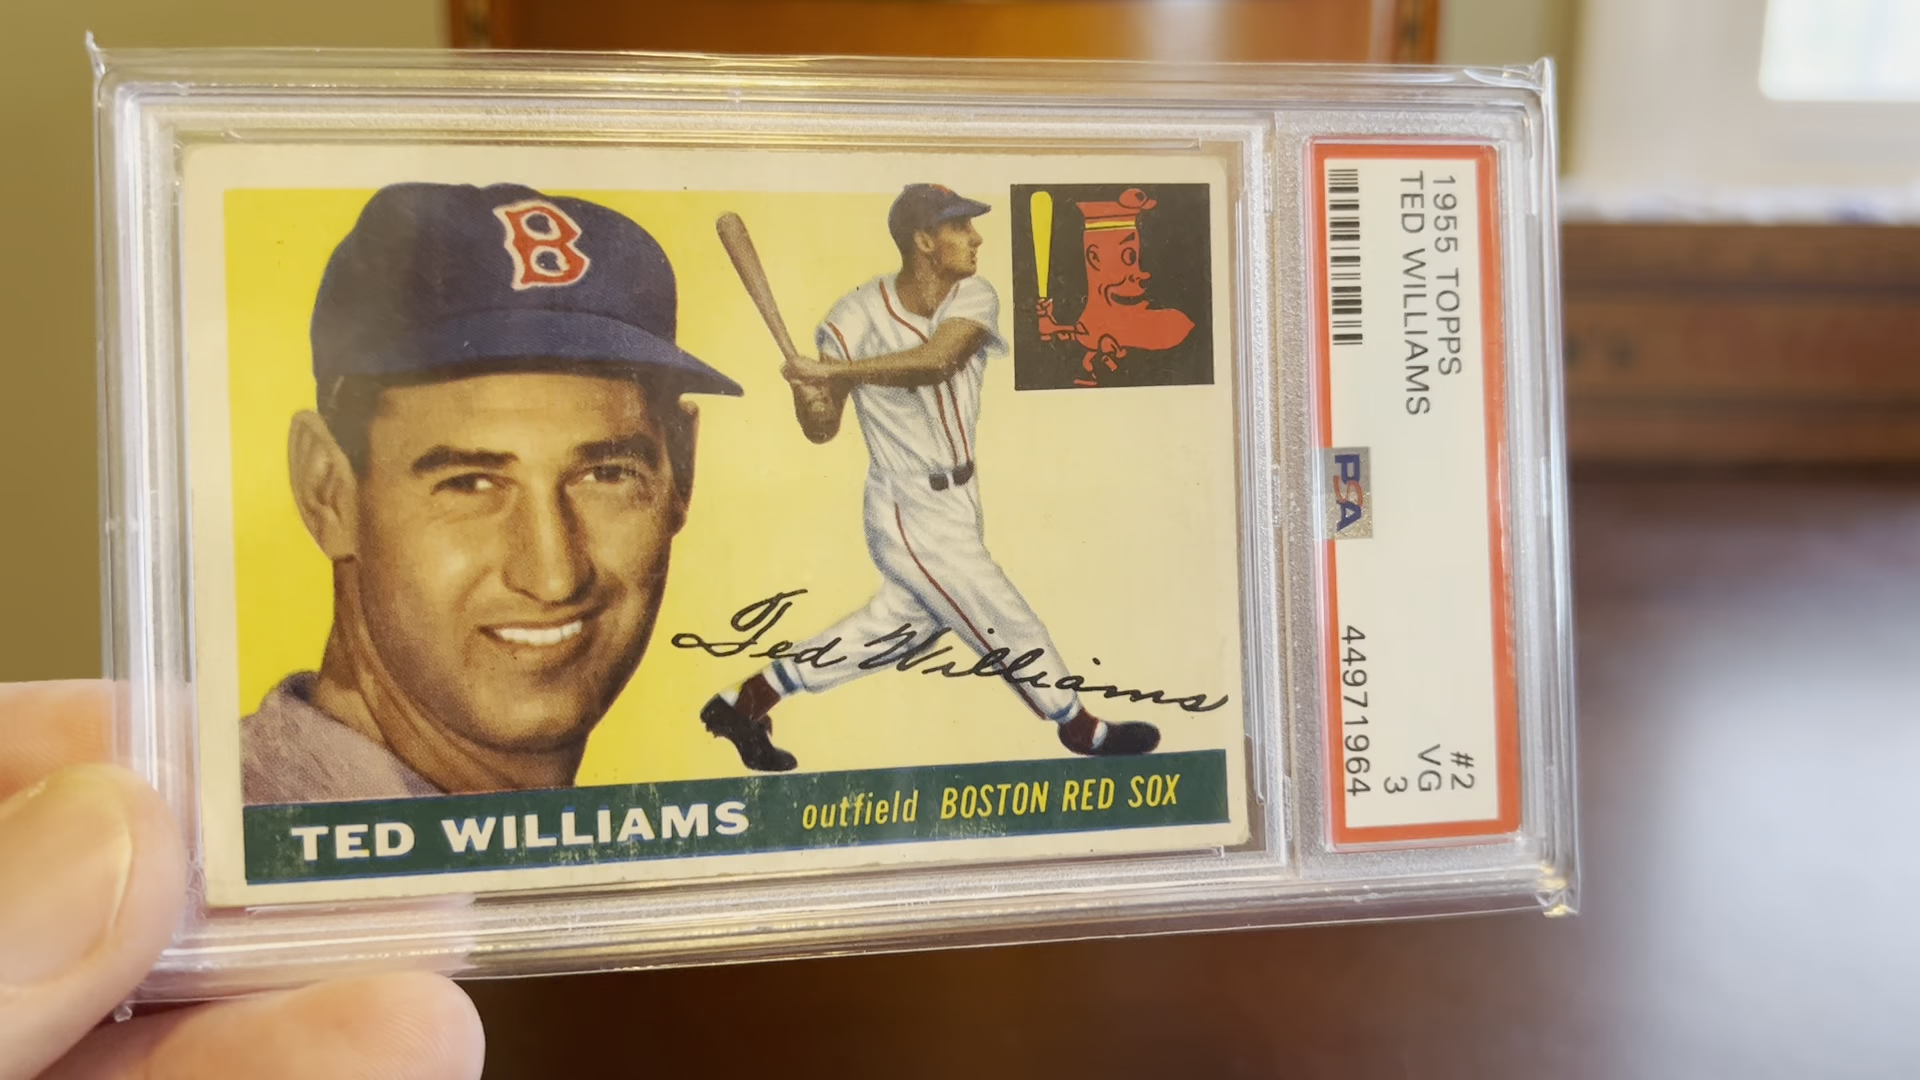 B
Ted Williams
TED WILLIAMS outfield BOSTON RED SOX
1955 TOPPS #2
TED WILLIAMS VG
3
PSA 44971964